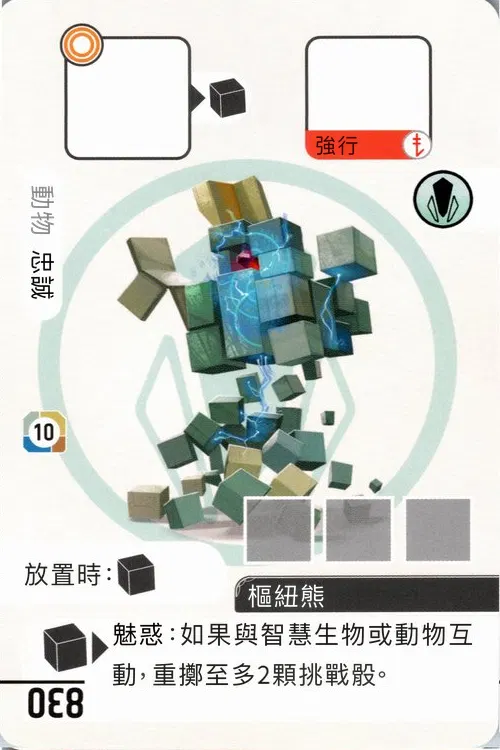 強行
動物 忠誠
10
放置時:
樞紐熊
魅惑:如果與智慧生物或動物互
動,重擲至多2顆挑戰骰。
830